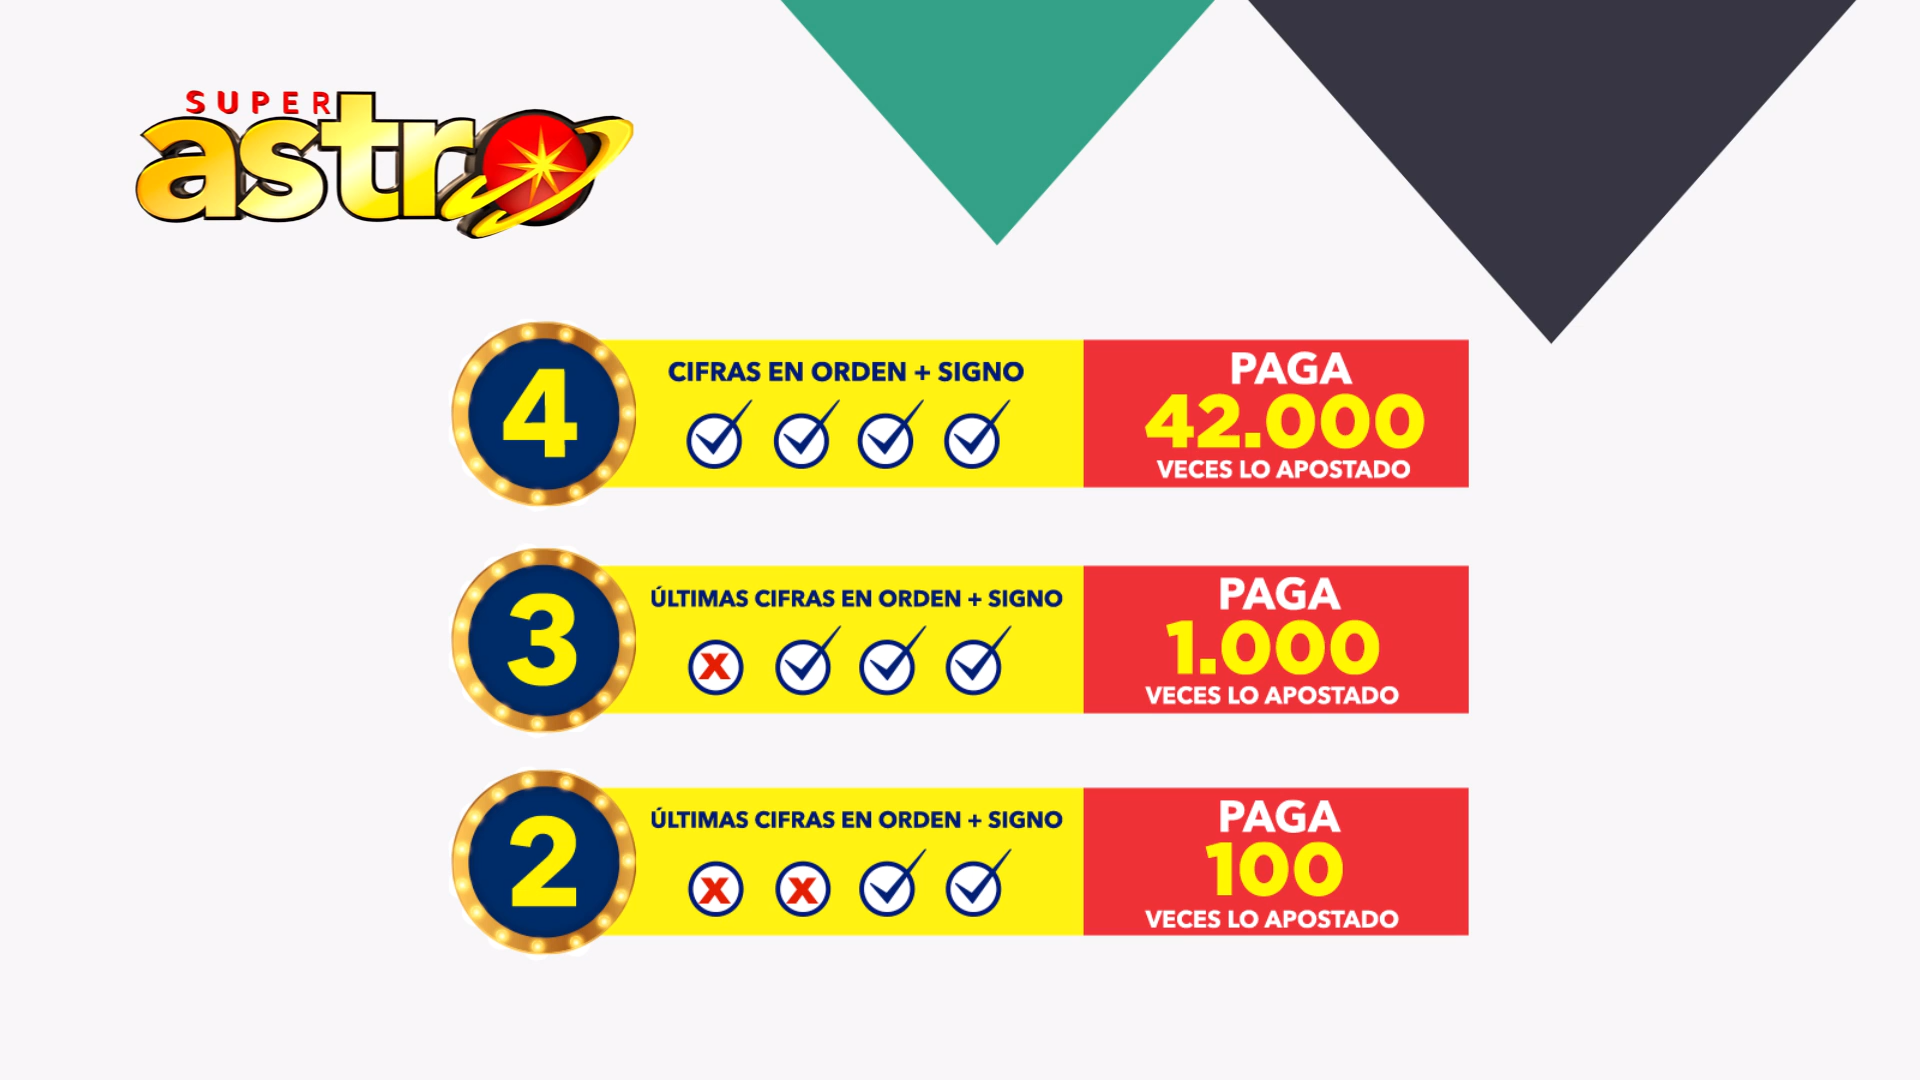 SUPER
astro
4
CIFRAS EN ORDEN + SIGNO
PAGA
42.000
VECES LO APOSTADO
3
ÚLTIMAS CIFRAS EN ORDEN + SIGNO
X
PAGA
1.000
VECES LO APOSTADO
2
ÚLTIMAS CIFRAS EN ORDEN + SIGNO
X X
PAGA
100
VECES LO APOSTADO